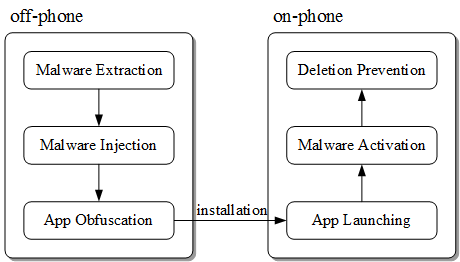 off-phone
Malware Extraction
Malware Injection
App Obfuscation
installation
on-phone
Deletion Prevention
Malware Activation
App Launching